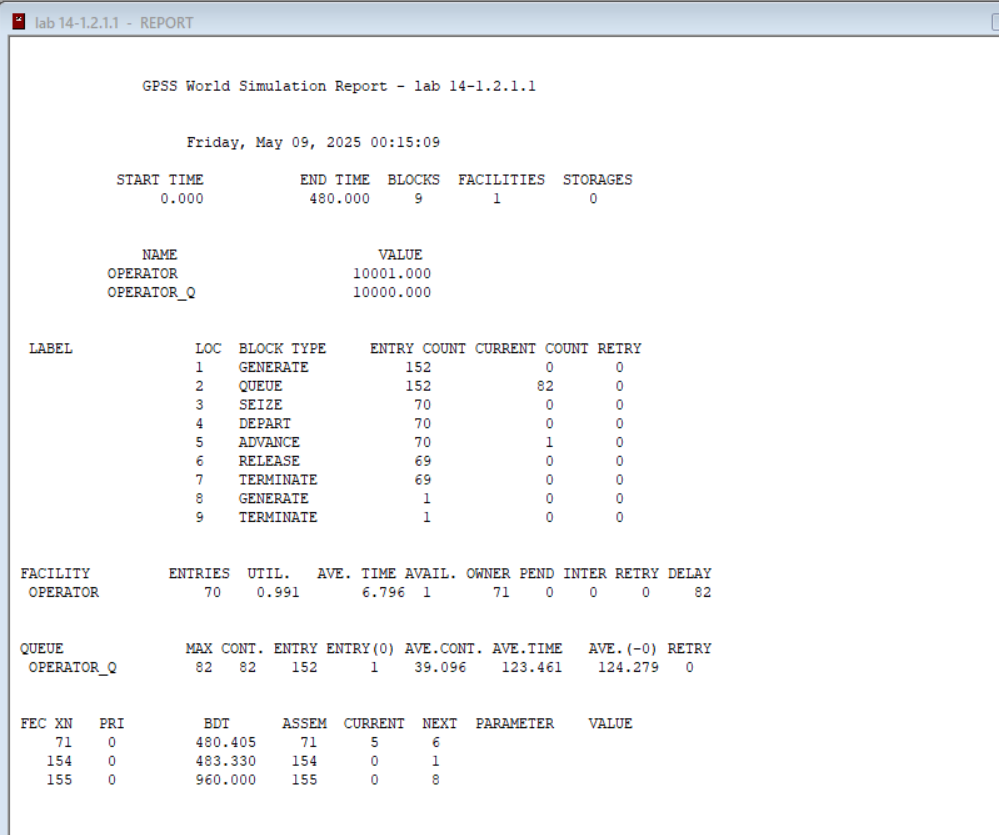 lab 14-1.2.1.1 - REPORT
GPSS World Simulation Report - lab 14-1.2.1.1
Friday, May 09, 2025 00:15:09
START TIME END TIME BLOCKS FACILITIES STORAGES
0.000 480.000 9 1 0
NAME VALUE
OPERATOR 10001.000
OPERATOR_Q 10000.000
LABEL LOC BLOCK TYPE ENTRY COUNT CURRENT COUNT RETRY
1 GENERATE 152 0 0
2 QUEUE 152 82 0
3 SEIZE 70 0 0
4 DEPART 70 0 0
5 ADVANCE 70 1 0
6 RELEASE 69 0 0
7 TERMINATE 69 0 0
8 GENERATE 1 0 0
9 TERMINATE 1 0 0
FACILITY ENTRIES UTIL. AVE. TIME AVAIL. OWNER PEND INTER RETRY DELAY
OPERATOR 70 0.991 6.796 1 71 0 0 0 82
QUEUE MAX CONT. ENTRY ENTRY(0) AVE.CONT. AVE.TIME AVE.(-0) RETRY
OPERATOR_Q 82 82 152 1 39.096 123.461 124.279 0
FEC XN PRI BDT ASSEM CURRENT NEXT PARAMETER VALUE
71 0 480.405 71 5 6
154 0 483.330 154 0 1
155 0 960.000 155 0 8